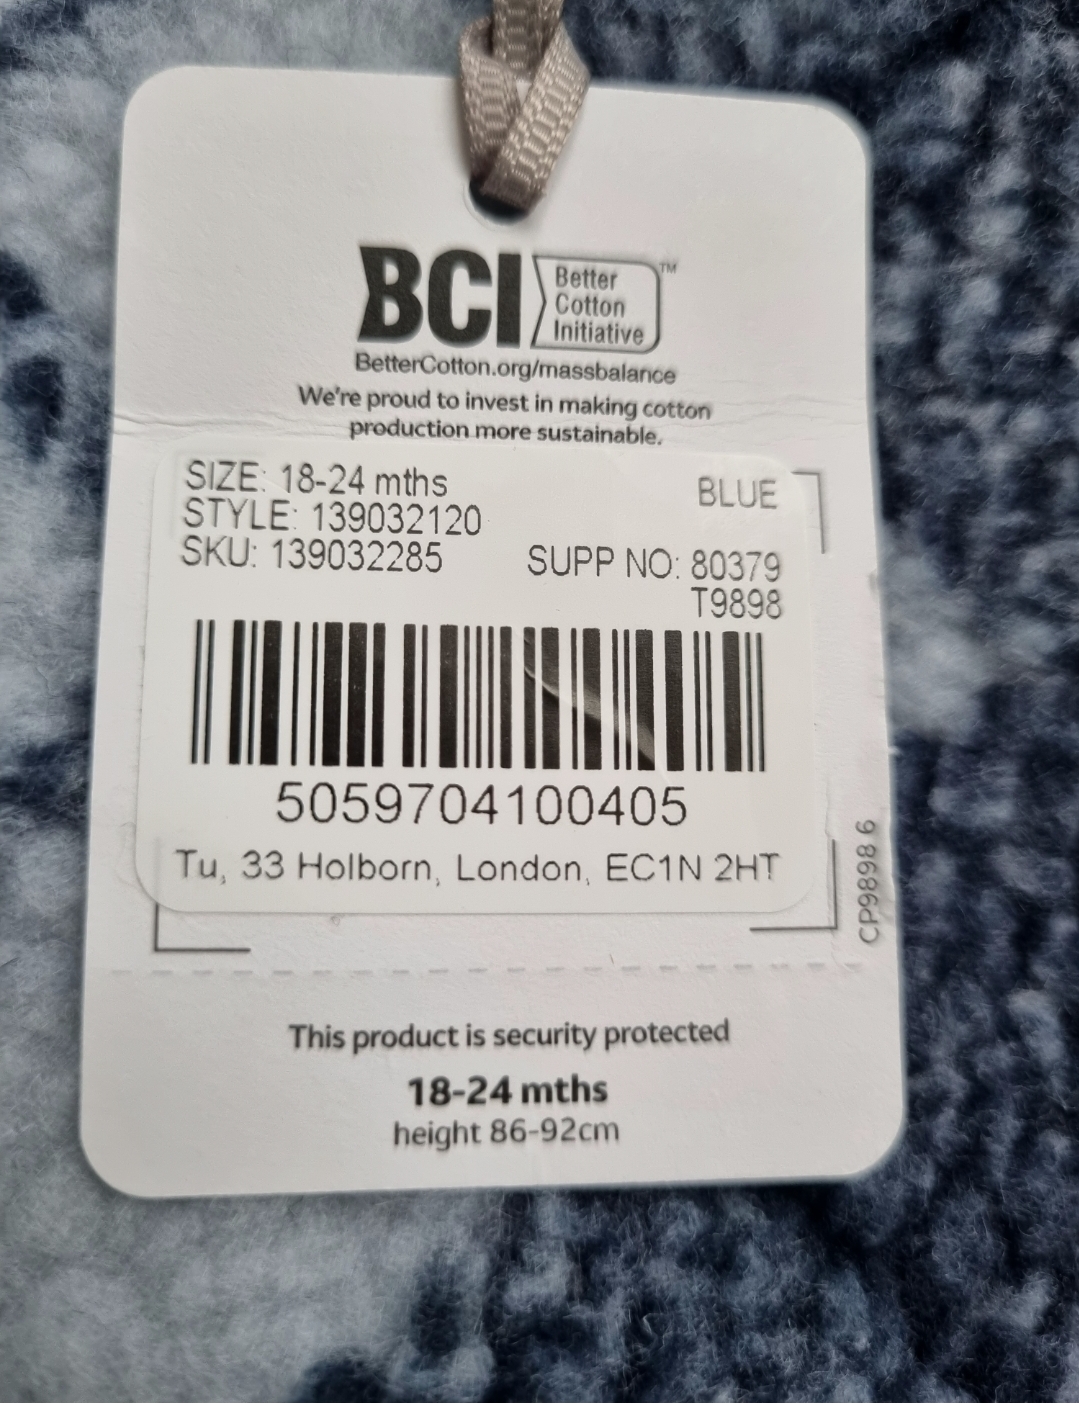 BCI
Better
Cotton
Initiative
TM
BetterCotton.org/massbalance
We're proud to invest in making cotton
production more sustainable.
SIZE: 18-24 mths
BLUE
STYLE: 139032120
SKU: 139032285
SUPP NO: 80379
T9898
5059704100405
Tu, 33 Holborn, London, EC1N 2HT
CP9898 6
This product is security protected
18-24 mths
height 86-92cm